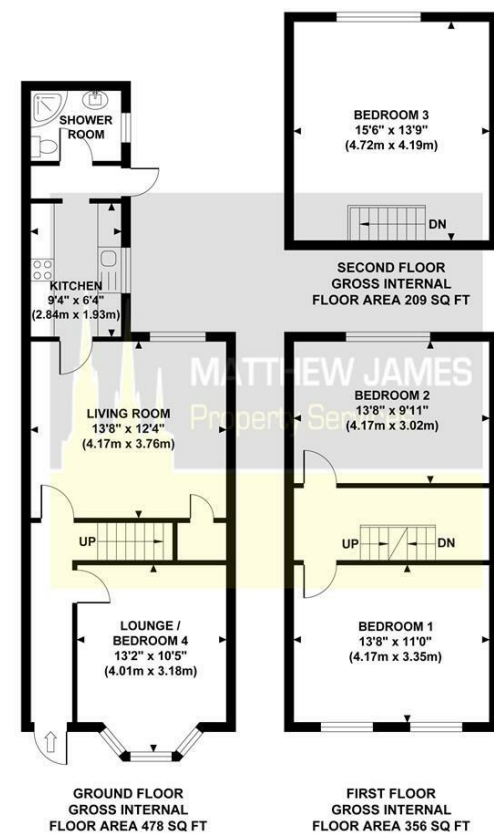 SHOWER
ROOM
KITCHEN
9'4" x 6'4"
(2.84m x 1.93m)
LIVING ROOM
13'8" x 12'4"
(4.17m x 3.76m)
UP
LOUNGE /
BEDROOM 4
13'2" x 10'5"
(4.01m x 3.18m)
GROUND FLOOR
GROSS INTERNAL
FLOOR AREA 478 SQ FT
BEDROOM 3
15'6" x 13'9"
(4.72m x 4.19m)
DN
SECOND FLOOR
GROSS INTERNAL
FLOOR AREA 209 SQ FT
MATTHEW JAMES
Property Services
BEDROOM 2
13'8" x 9'11"
(4.17m x 3.02m)
UP DN
BEDROOM 1
13'8" x 11'0"
(4.17m x 3.35m)
FIRST FLOOR
GROSS INTERNAL
FLOOR AREA 356 SQ FT